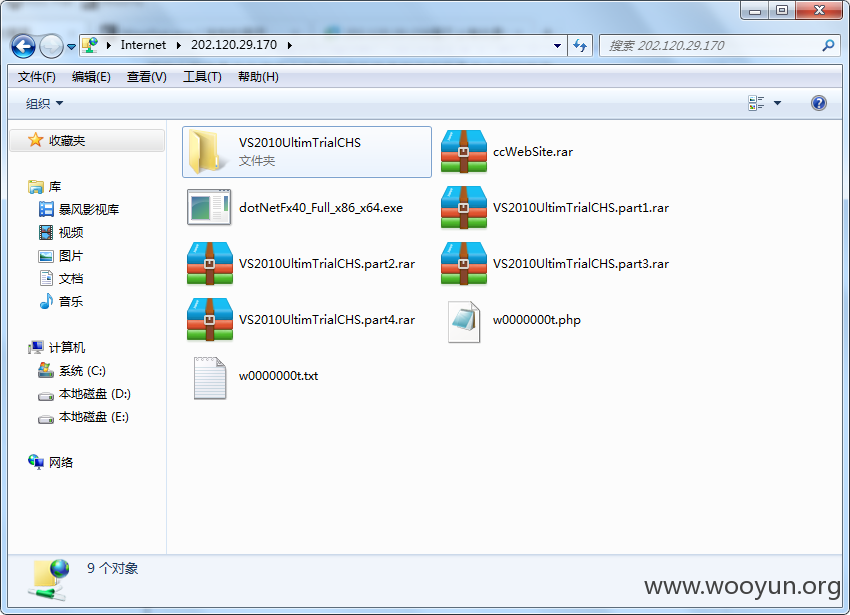 Internet 202.120.29.170
搜索 202.120.29.170
文件(F) 编辑(E) 查看(V) 工具(T) 帮助(H)
组织
收藏夹
库
暴风影视库
视频
图片
文档
音乐
计算机
系统 (C:)
本地磁盘 (D:)
本地磁盘 (E:)
网络
VS2010UltimTrialCHS
文件夹
ccWebSite.rar
dotNetFx40_Full_x86_x64.exe
VS2010UltimTrialCHS.part1.rar
VS2010UltimTrialCHS.part2.rar
VS2010UltimTrialCHS.part3.rar
VS2010UltimTrialCHS.part4.rar
w0000000t.php
w0000000t.txt
9 个对象
www.wooyun.org